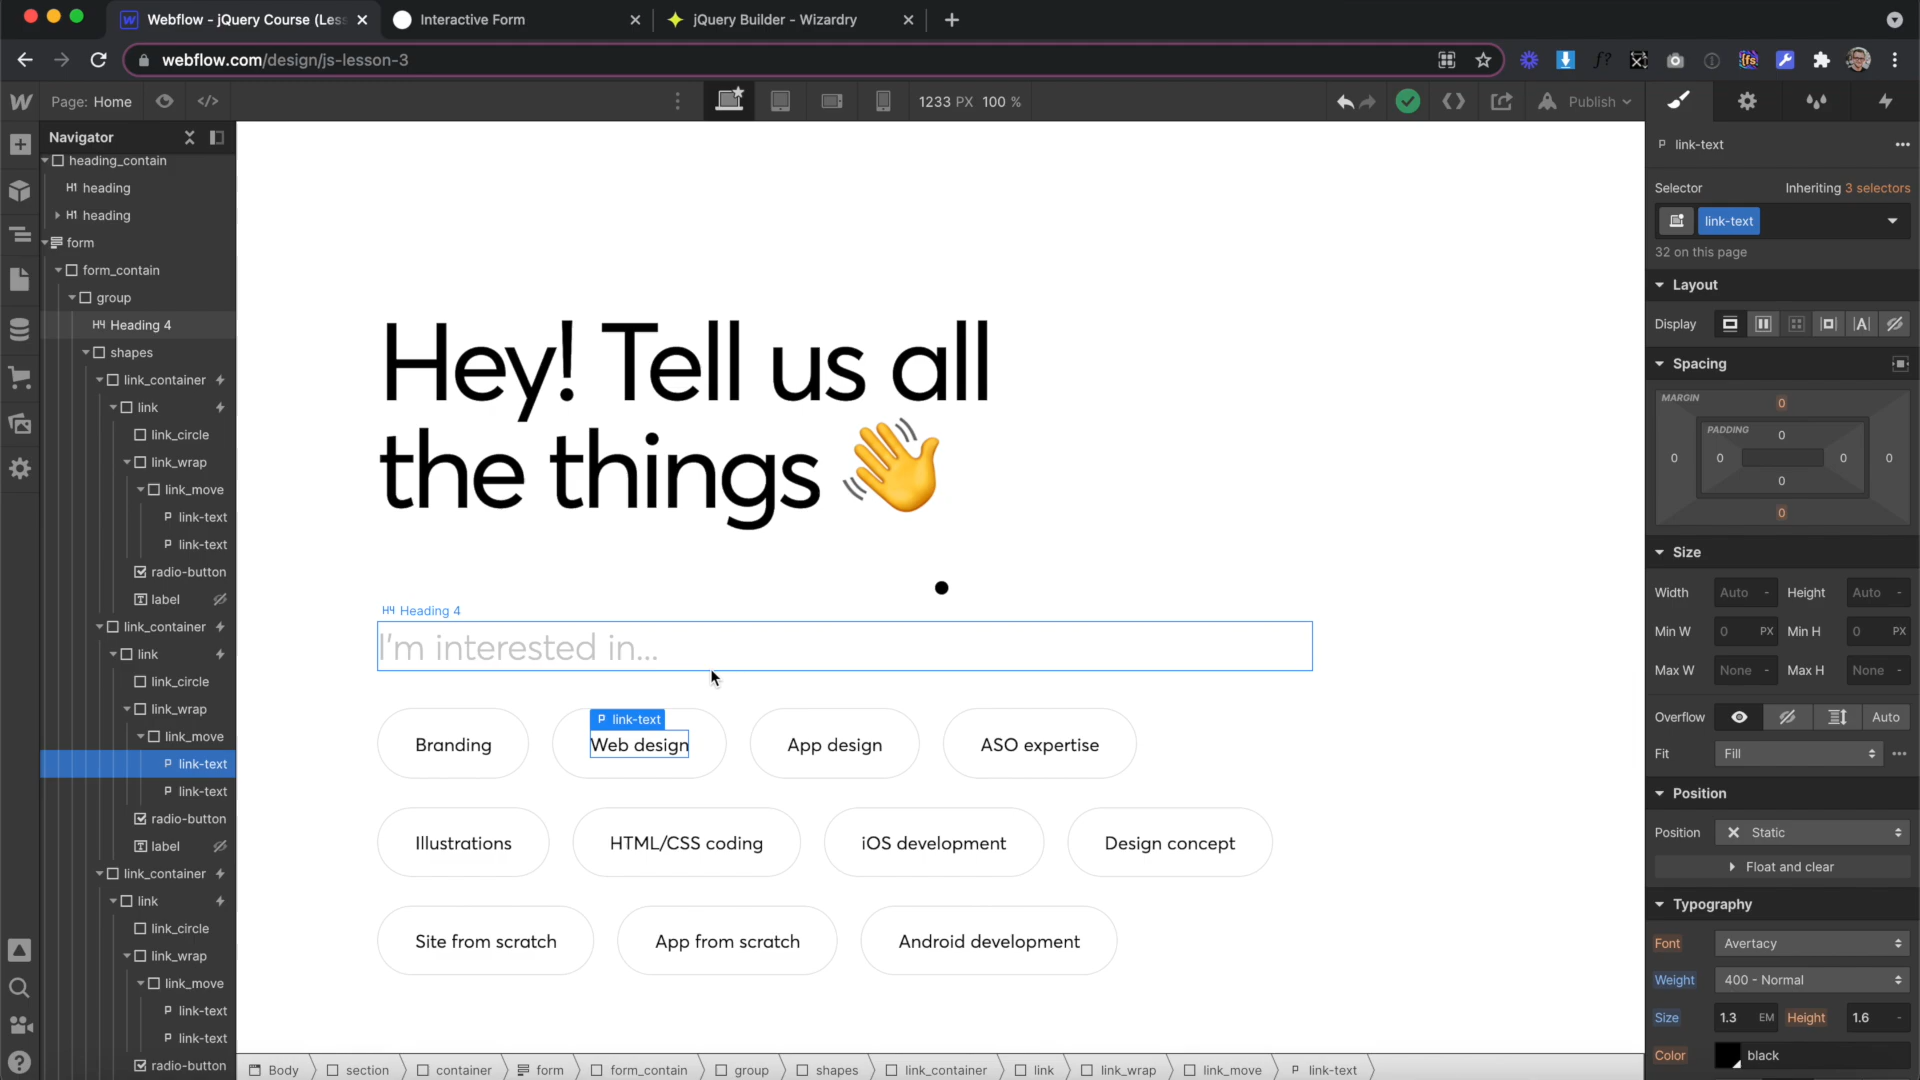 Webflow - jQuery Course (Less
Interactive Form
jQuery Builder - Wizardry
webflow.com/design/js-lesson-3
Page: Home
1233 PX 100 %
Publish
Navigator
heading_contain
H1 heading
H1 heading
form
form_contain
group
H4 Heading 4
shapes
link_container
link
link_circle
link_wrap
link_move
P link-text
P link-text
radio-button
label
link_container
link
link_circle
link_wrap
link_move
P link-text
P link-text
radio-button
label
link_container
link
link_circle
link_wrap
link_move
P link-text
P link-text
radio-button
Hey! Tell us all
the things 👋
H4 Heading 4
I'm interested in...
P link-text
Branding
Web design
App design
ASO expertise
Illustrations
HTML/CSS coding
iOS development
Design concept
Site from scratch
App from scratch
Android development
Body
section
container
form
form_contain
group
shapes
link_container
link
link_wrap
link_move
P link-text
P link-text
Selector
Inheriting 3 selectors
link-text
32 on this page
Layout
Display
Spacing
MARGIN
0
PADDING
0
0
0
0
0
0
0
Size
Width Auto - Height Auto -
Min W 0 PX Min H 0 PX
Max W None - Max H None -
Overflow Auto
Fit Fill
Position
Position Static
Float and clear
Typography
Font Avertacy
Weight 400 - Normal
Size 1.3 EM Height 1.6 -
Color black